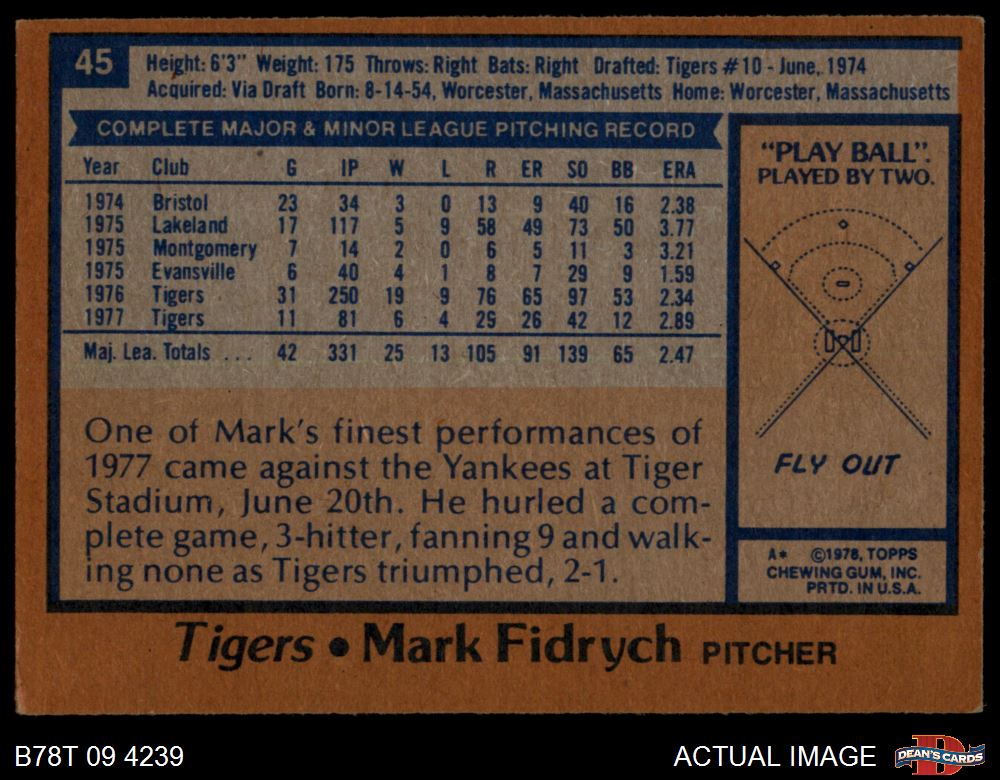 45
Height: 6'3" Weight: 175 Throws: Right Bats: Right Drafted: Tigers #10 - June, 1974
Acquired: Via Draft Born: 8-14-54, Worcester, Massachusetts Home: Worcester, Massachusetts
COMPLETE MAJOR & MINOR LEAGUE PITCHING RECORD
Year Club G IP W L R ER SO BB ERA
1974 Bristol 23 34 3 0 13 9 40 16 2.38
1975 Lakeland 17 117 5 9 58 49 73 50 3.77
1975 Montgomery 7 14 2 0 6 5 11 3 3.21
1975 Evansville 6 40 4 1 8 7 29 9 1.59
1976 Tigers 31 250 19 9 76 65 97 53 2.34
1977 Tigers 11 81 6 4 29 26 42 12 2.89
Maj. Lea. Totals . . . 42 331 25 13 105 91 139 65 2.47
One of Mark's finest performances of
1977 came against the Yankees at Tiger
Stadium, June 20th. He hurled a com-
plete game, 3-hitter, fanning 9 and walk-
ing none as Tigers triumphed, 2-1.
"PLAY BALL".
PLAYED BY TWO.
FLY OUT
A* ©1978, TOPPS
CHEWING GUM, INC.
PRTD. IN U.S.A.
Tigers • Mark Fidrych PITCHER
B78T 09 4239
ACTUAL IMAGE
D
DEAN'S CARDS